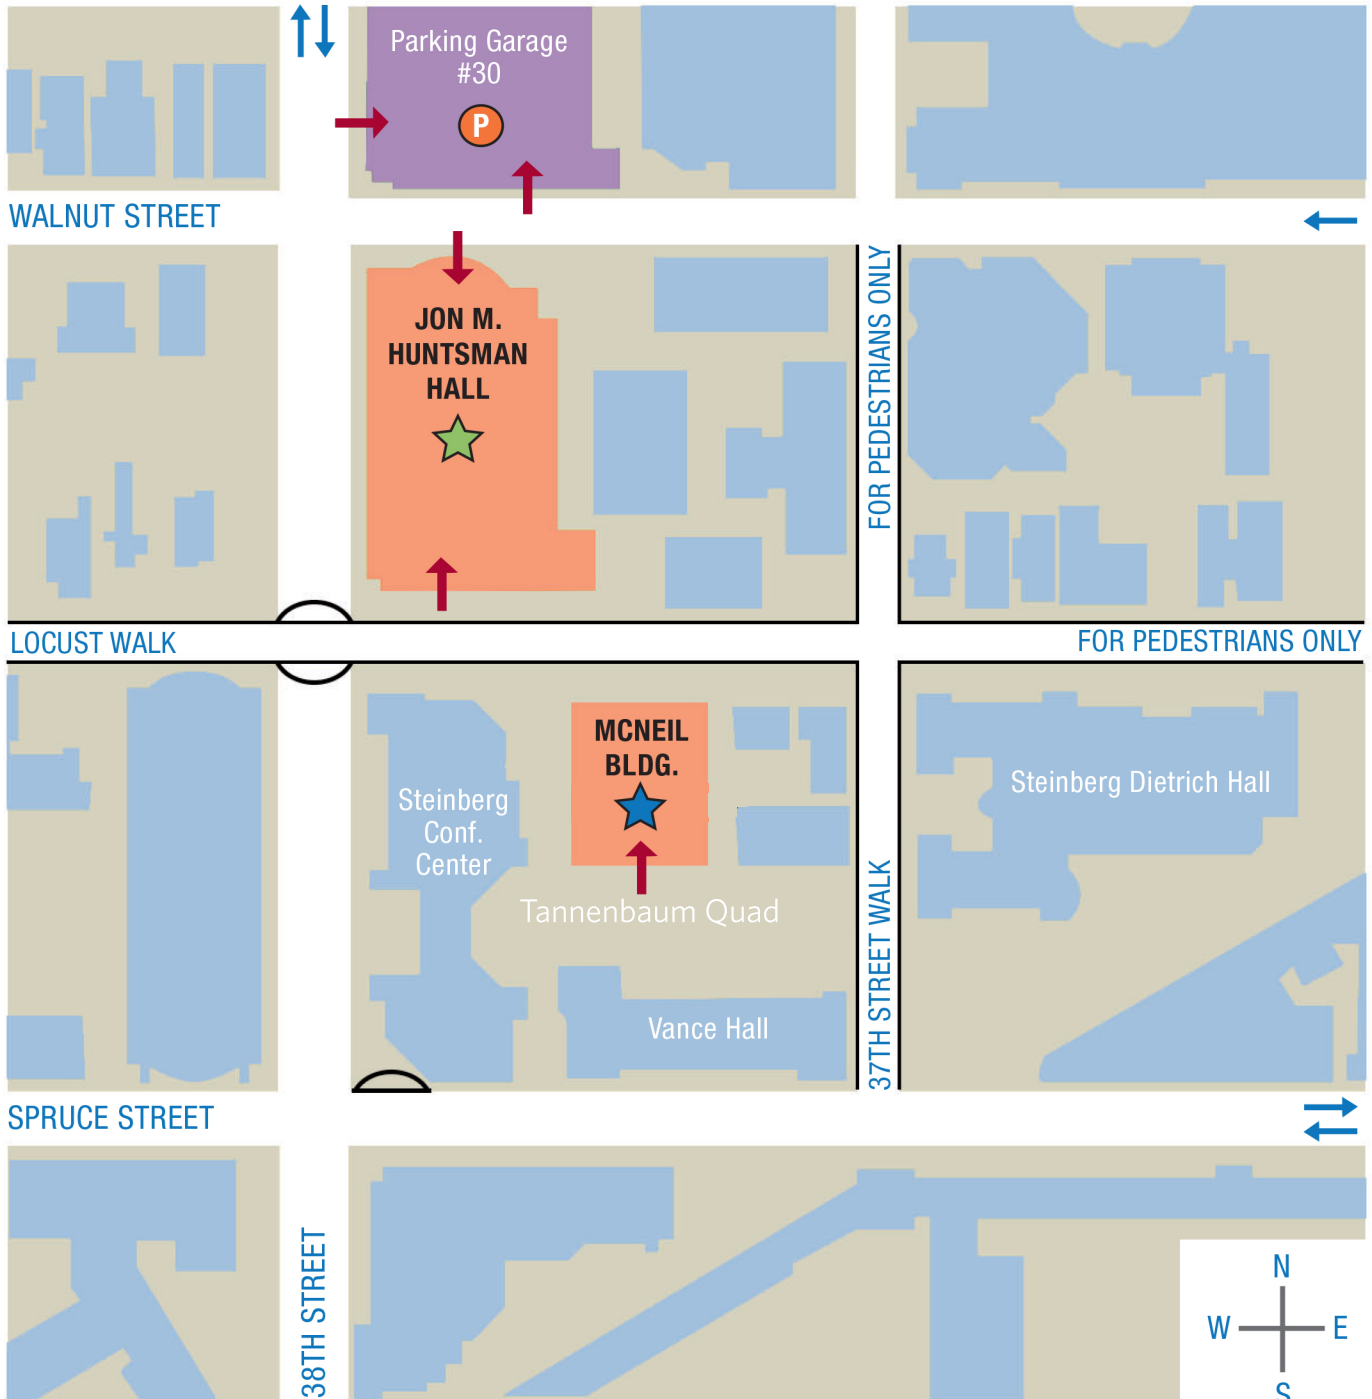 Parking Garage
#30
P
WALNUT STREET
JON M.
HUNTSMAN
HALL
FOR PEDESTRIANS ONLY
LOCUST WALK
FOR PEDESTRIANS ONLY
MCNEIL
BLDG.
Steinberg
Conf.
Center
Steinberg Dietrich Hall
Tannenbaum Quad
37TH STREET WALK
Vance Hall
SPRUCE STREET
38TH STREET
N
W
E
S